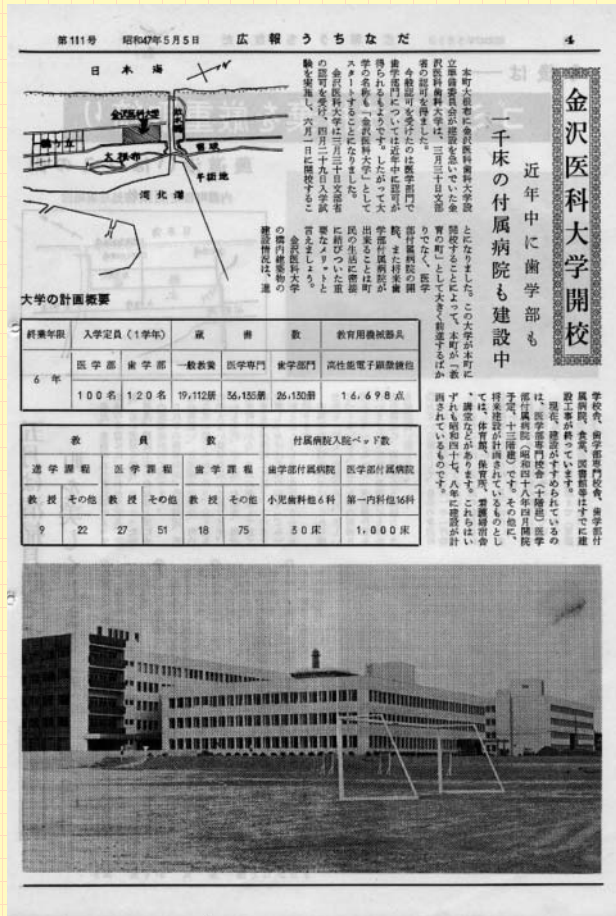 第111号　昭和47年5月5日　広報うちなだ　4
金沢医科大学開校
近年中に歯学部も
一千床の付属病院も建設中
本町大根布に金沢医科歯科大学設
立準備委員会が建設を急いでいた金
沢医科歯科大学は、三月三十日文部
省の認可を得ました。
今般認可を受けたのは医学部門で
歯学部門については近年中に認可が
得られるもようです。したがって大
学の名称も「金沢医科大学」として
スタートすることになりました。
金沢医科大学は三月三十日文部省
の認可を受け、四月二十九日入学試
験を実施し、六月一日に開校するこ
とになりました。この大学が本町に
開校することによって、本町が「教
育の町」として大きく前進するばか
りでなく、医学
部付属病院の開
院、また将来歯
学部付属病院が
出来ることは町
民の生活に密接
に結びついた重
要なメリットと
言えましょう。
金沢医科大学
の構内建築物の
建設情況は、進
学校舎、歯学部専門校舎、歯学部付
属病院、食堂、図書館等はすでに建
設工事が終っています。
現在、建設がすすめられているの
は、医学部専門校舎（十階建）医学
部付属病院（昭和四十八年四月開院
予定、十三階建）です。その他に、
将来建設が計画されているものとし
ては、体育館、保育所、看護婦宿舎
、講堂などがあります。これらはい
ずれも昭和四十七、八年に建設が計
画されているものです。
日本海
金沢医科大学
大根布
河北潟
大学の計画概要
終業年限　入学定員（1学年）　蔵書数　教育用機械器具
6年　医学部　歯学部　一般教養　医学専門　歯学部門　高性能電子顕微鏡他
100名　120名　19,112册　36,135册　26,130册　16,698点
教員数　付属病院入院ベッド数
進学課程　医学課程　歯学課程　歯学部付属病院　医学部付属病院
教授　その他　教授　その他　教授　その他　小児歯科他6科　第一内科他16科
9　22　27　51　18　75　30床　1,000床